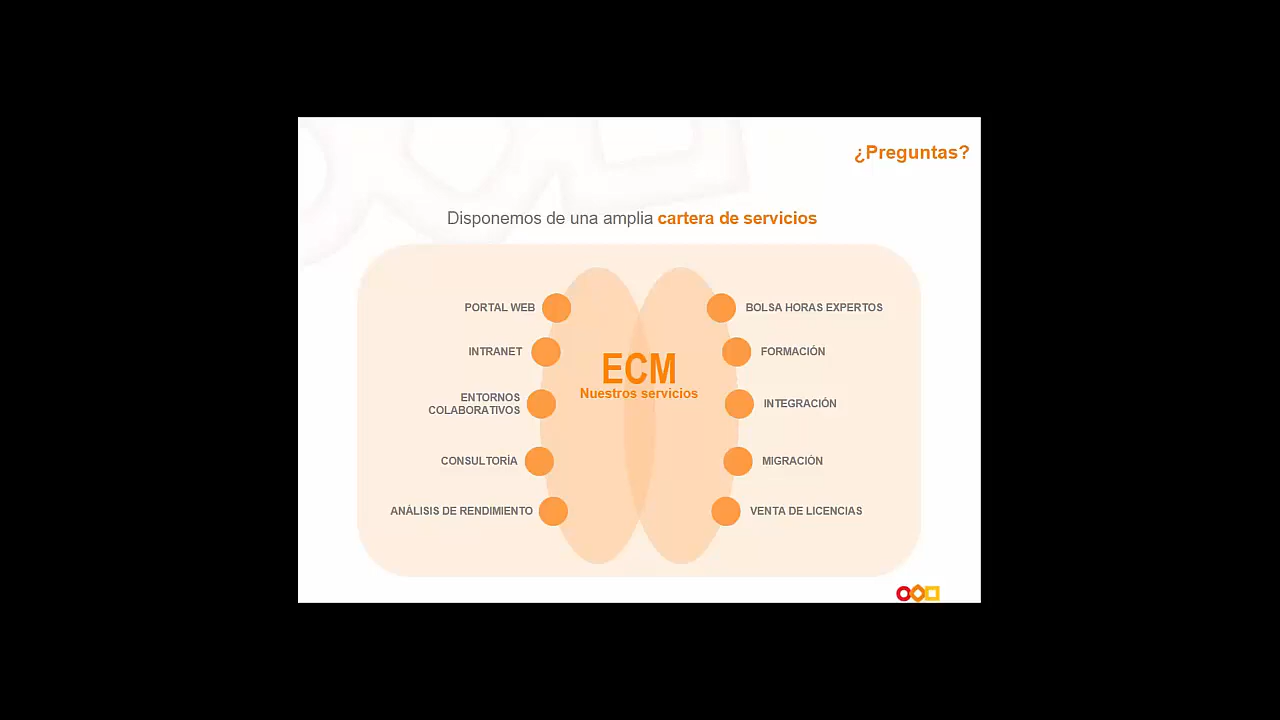 ¿Preguntas?
Disponemos de una amplia cartera de servicios
PORTAL WEB
INTRANET
ENTORNOS
COLABORATIVOS
CONSULTORÍA
ANÁLISIS DE RENDIMIENTO
ECM
Nuestros servicios
BOLSA HORAS EXPERTOS
FORMACIÓN
INTEGRACIÓN
MIGRACIÓN
VENTA DE LICENCIAS